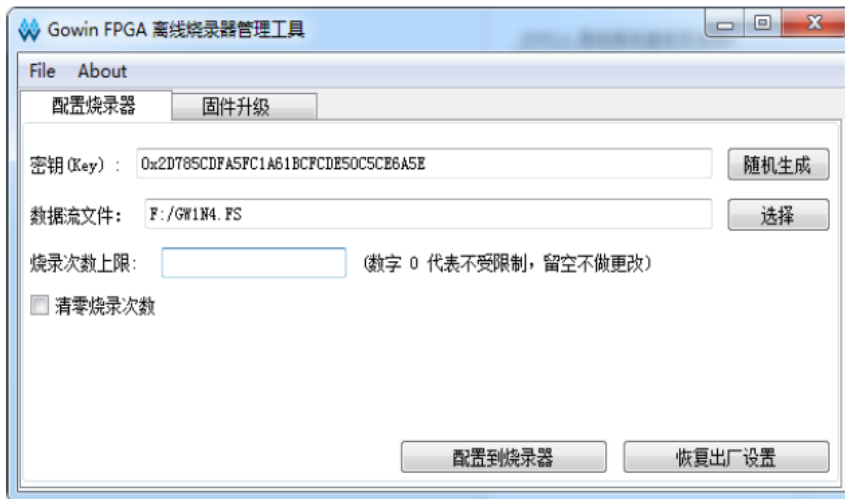 Gowin FPGA 离线烧录器管理工具
File About
配置烧录器 固件升级
密钥(Key) : 0x2D785CDFA5FC1A61BCFCDE50C5CE6A5E 随机生成
数据流文件: F:/GW1N4.FS 选择
烧录次数上限: (数字 0 代表不受限制,留空不做更改)
清零烧录次数
配置到烧录器 恢复出厂设置